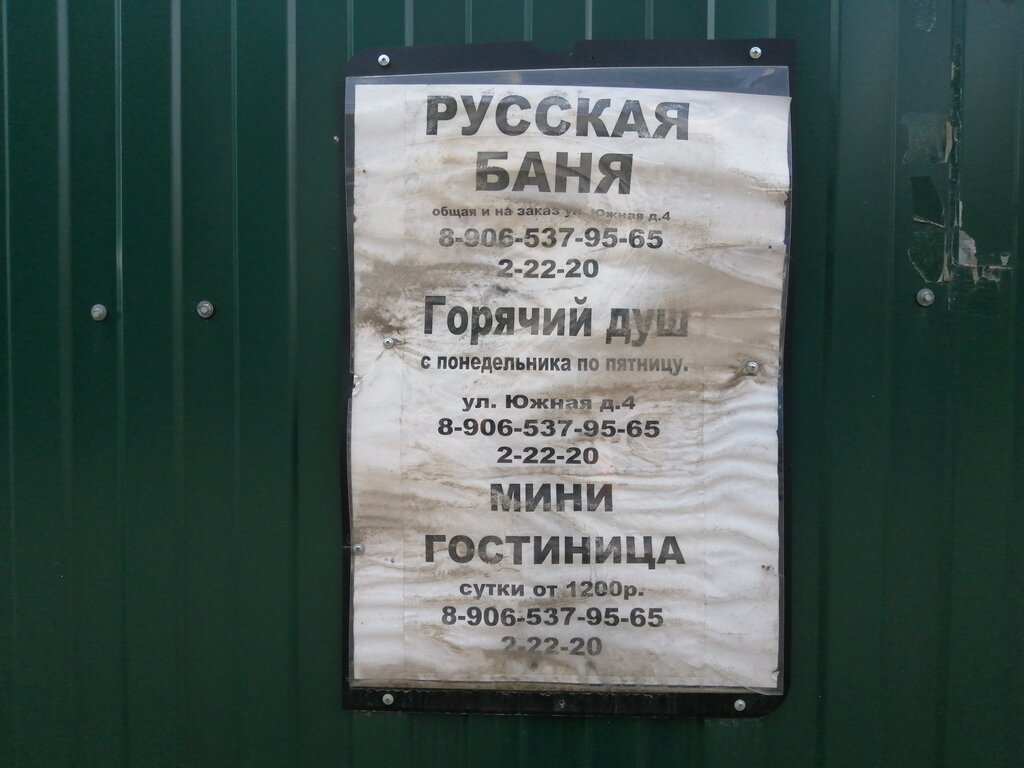 РУССКАЯ
БАНЯ
общая и на заказ ул. Южная д.4
8-906-537-95-65
2-22-20
Горячий душ
с понедельника по пятницу.
ул. Южная д.4
8-906-537-95-65
2-22-20
МИНИ
ГОСТИНИЦА
сутки от 1200р.
8-906-537-95-65
2-22-20